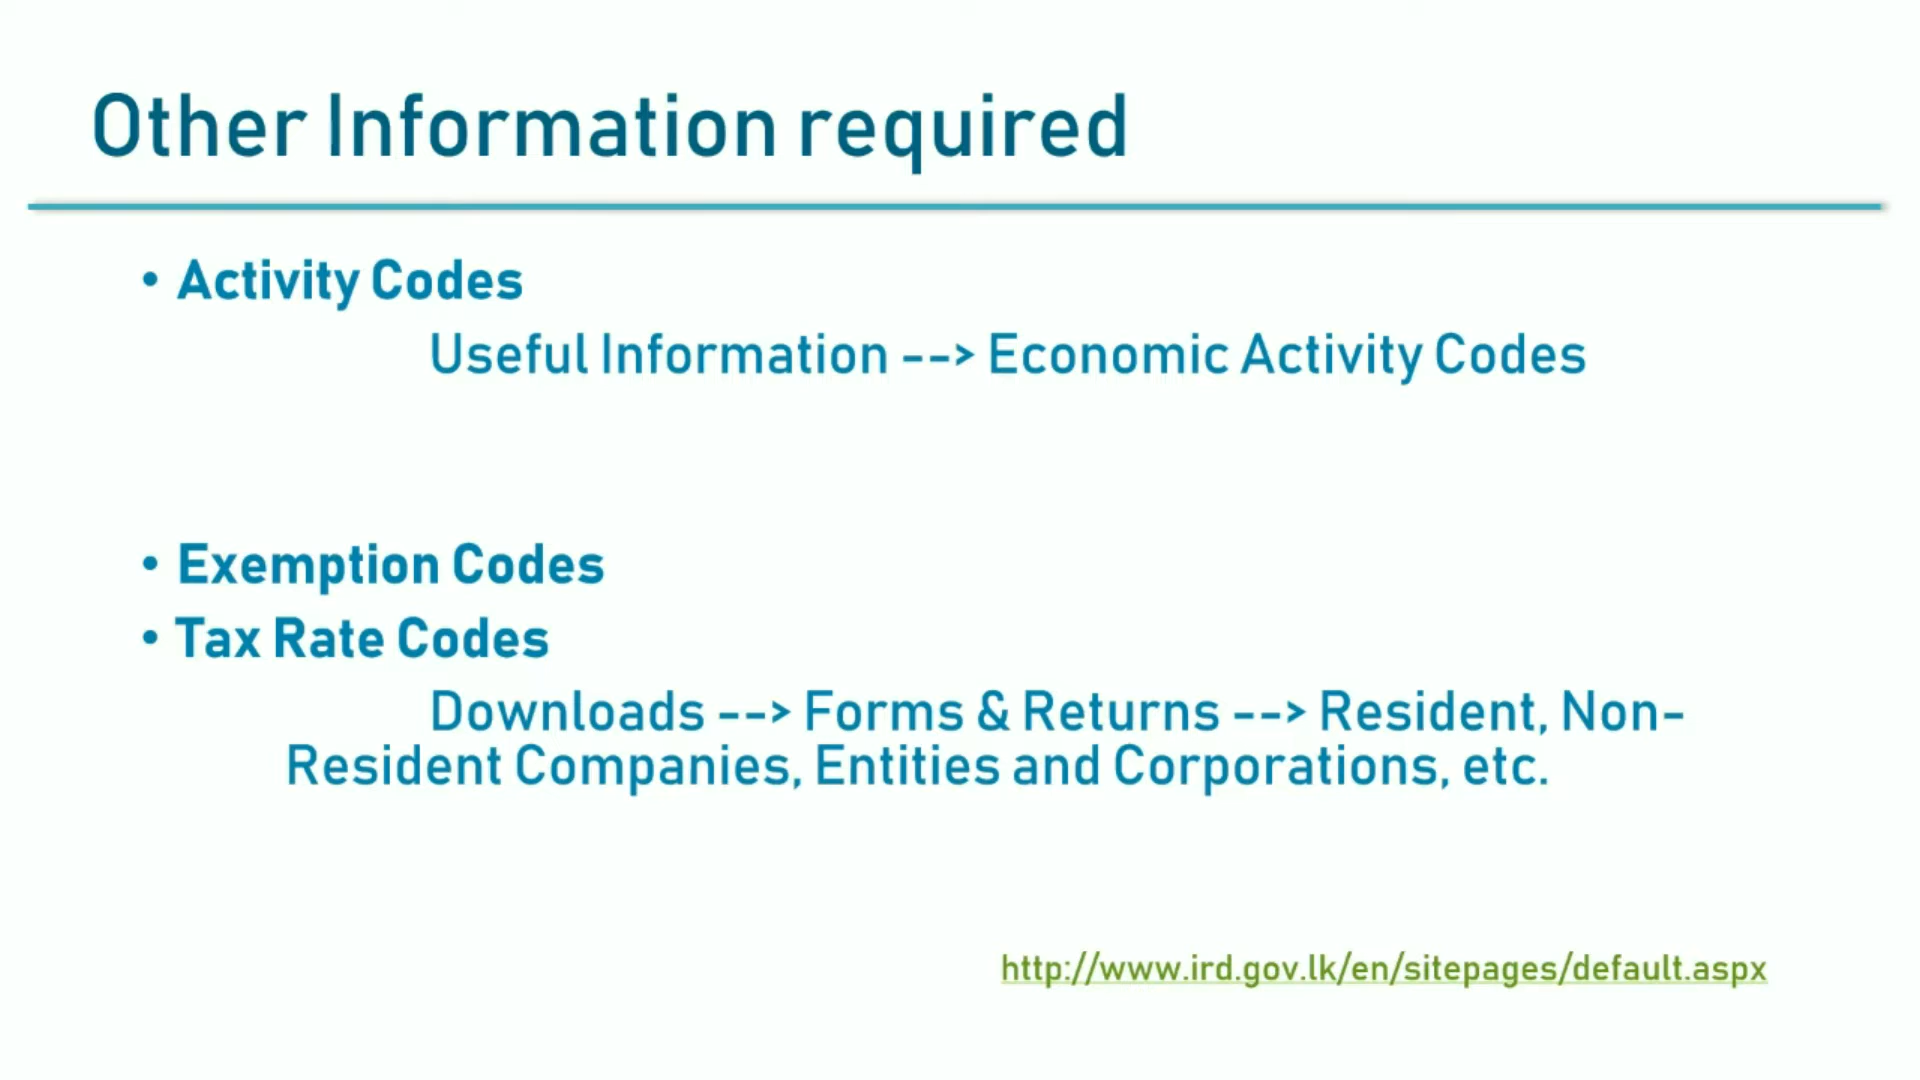 Other Information required
• Activity Codes
Useful Information --> Economic Activity Codes
• Exemption Codes
• Tax Rate Codes
Downloads --> Forms & Returns --> Resident, Non-
Resident Companies, Entities and Corporations, etc.
http://www.ird.gov.lk/en/sitepages/default.aspx